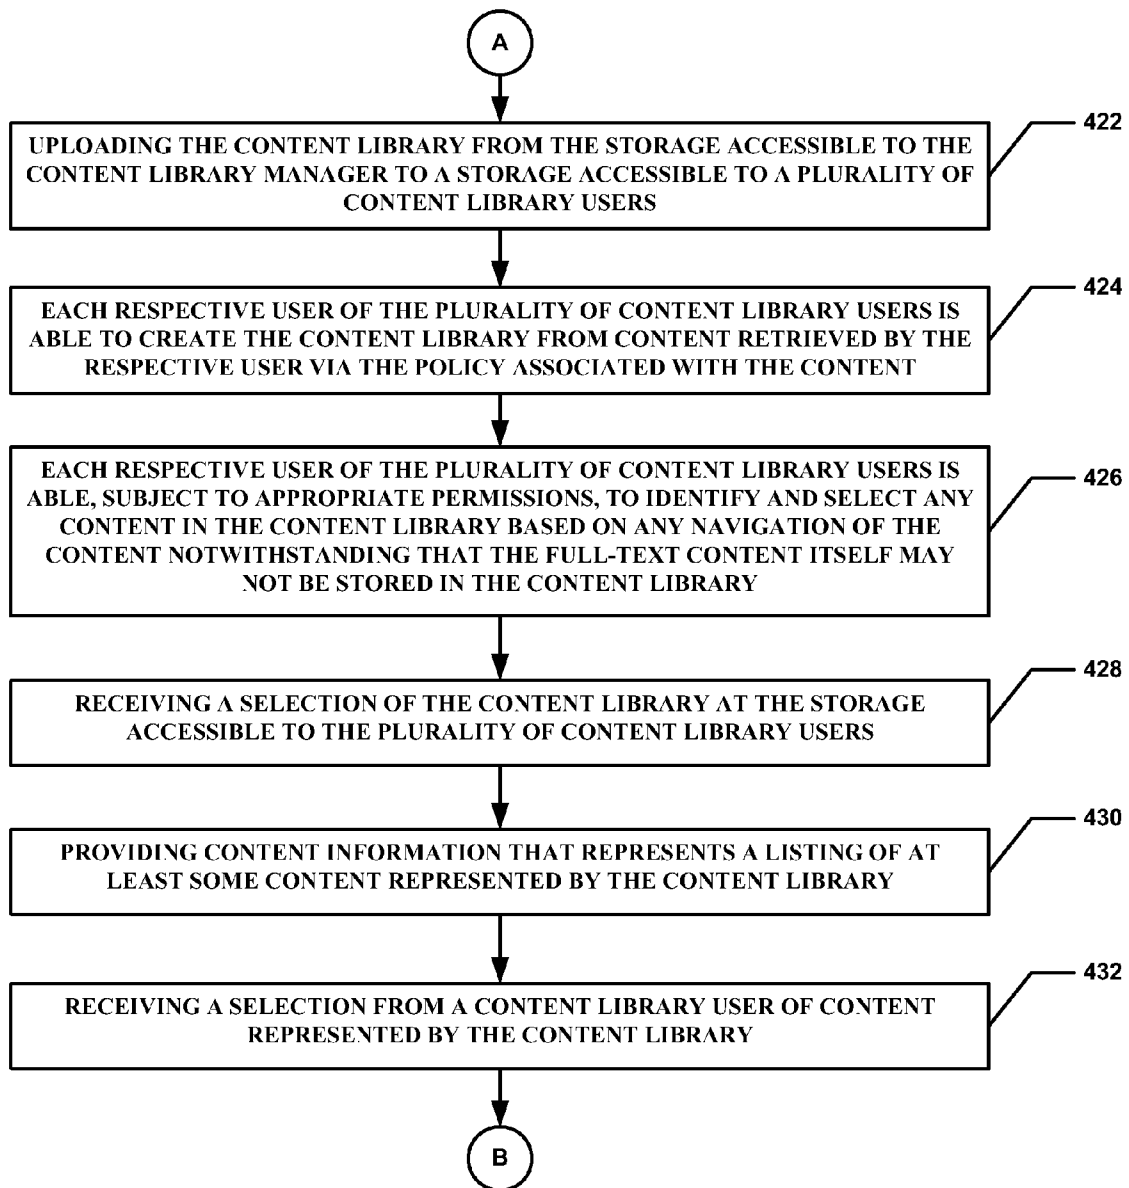 A
UPLOADING THE CONTENT LIBRARY FROM THE STORAGE ACCESSIBLE TO THE
CONTENT LIBRARY MANAGER TO A STORAGE ACCESSIBLE TO A PLURALITY OF
CONTENT LIBRARY USERS
422
EACH RESPECTIVE USER OF THE PLURALITY OF CONTENT LIBRARY USERS IS
ABLE TO CREATE THE CONTENT LIBRARY FROM CONTENT RETRIEVED BY THE
RESPECTIVE USER VIA THE POLICY ASSOCIATED WITH THE CONTENT
424
EACH RESPECTIVE USER OF THE PLURALITY OF CONTENT LIBRARY USERS IS
ABLE, SUBJECT TO APPROPRIATE PERMISSIONS, TO IDENTIFY AND SELECT ANY
CONTENT IN THE CONTENT LIBRARY BASED ON ANY NAVIGATION OF THE
CONTENT NOTWITHSTANDING THAT THE FULL-TEXT CONTENT ITSELF MAY
NOT BE STORED IN THE CONTENT LIBRARY
426
RECEIVING A SELECTION OF THE CONTENT LIBRARY AT THE STORAGE
ACCESSIBLE TO THE PLURALITY OF CONTENT LIBRARY USERS
428
PROVIDING CONTENT INFORMATION THAT REPRESENTS A LISTING OF AT
LEAST SOME CONTENT REPRESENTED BY THE CONTENT LIBRARY
430
RECEIVING A SELECTION FROM A CONTENT LIBRARY USER OF CONTENT
REPRESENTED BY THE CONTENT LIBRARY
432
B